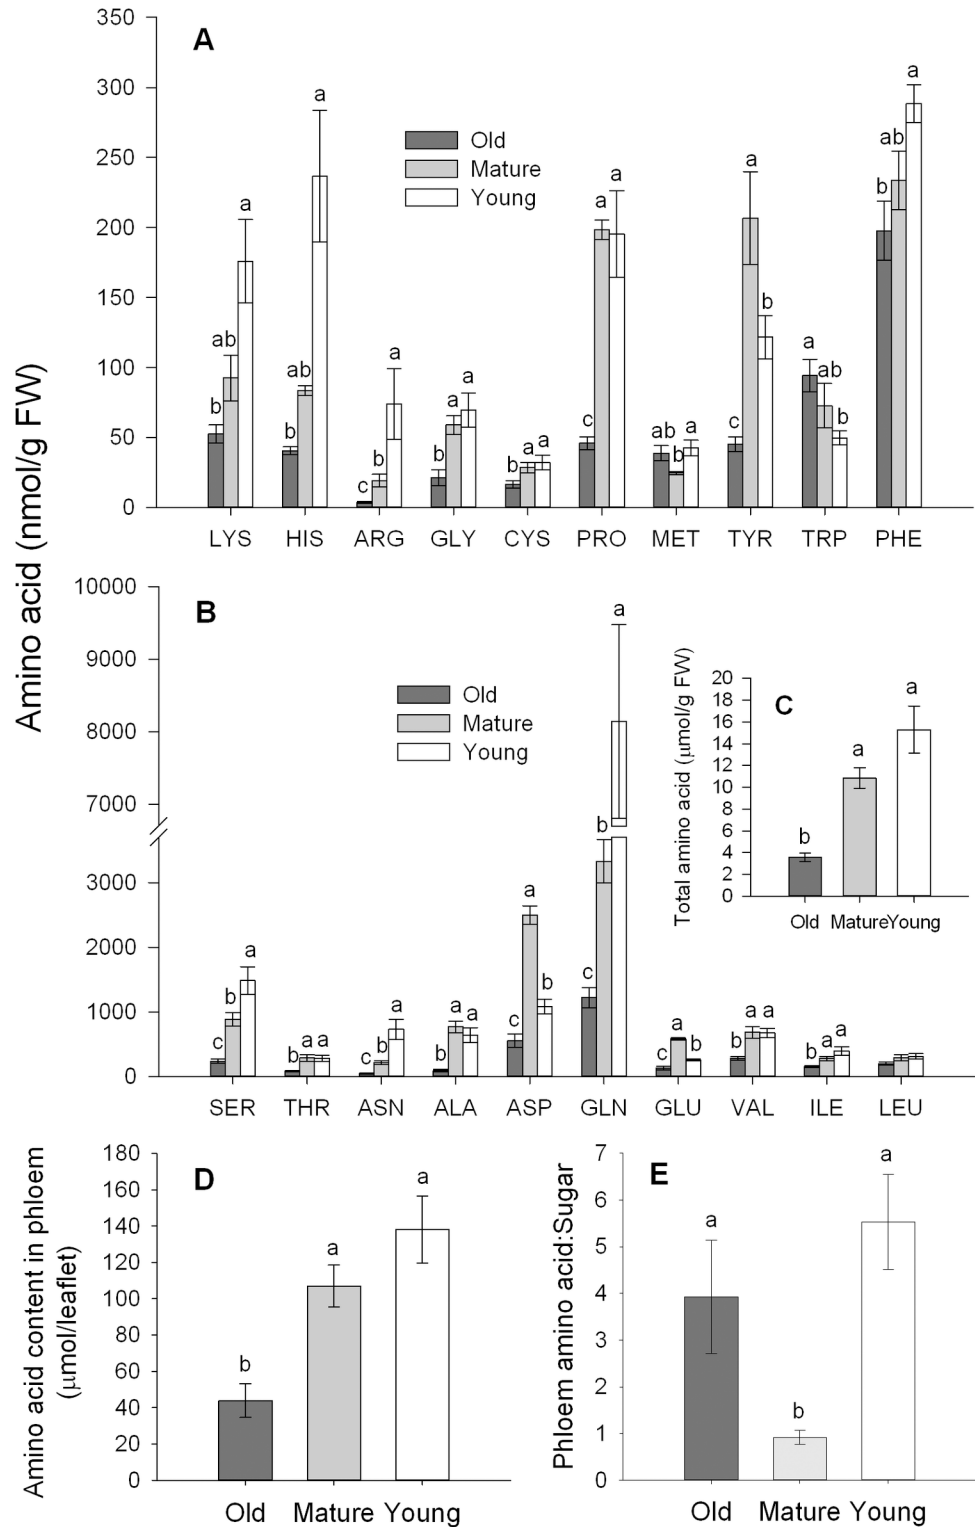 A
Amino acid (nmol/g FW)
350
300
250
200
150
100
50
0
Old
Mature
Young
b ab a
b ab a
c b a
b a a
b a a
c a a
ab b a
c a b
a ab b
b ab a
LYS HIS ARG GLY CYS PRO MET TYR TRP PHE
B
10000
9000
8000
7000
3000
2000
1000
0
Old
Mature
Young
c b a
b a a
c b a
b a a
c a b
c b a
b a b
b a a
b a a
SER THR ASN ALA ASP GLN GLU VAL ILE LEU
C
Total amino acid (μmol/g FW)
20
18
16
14
12
10
8
6
4
2
0
b a a
Old Mature Young
D
Amino acid content in phloem
(μmol/leaflet)
180
160
140
120
100
80
60
40
20
0
b a a
Old Mature Young
E
Phloem amino acid:Sugar
7
6
5
4
3
2
1
0
a b a
Old Mature Young